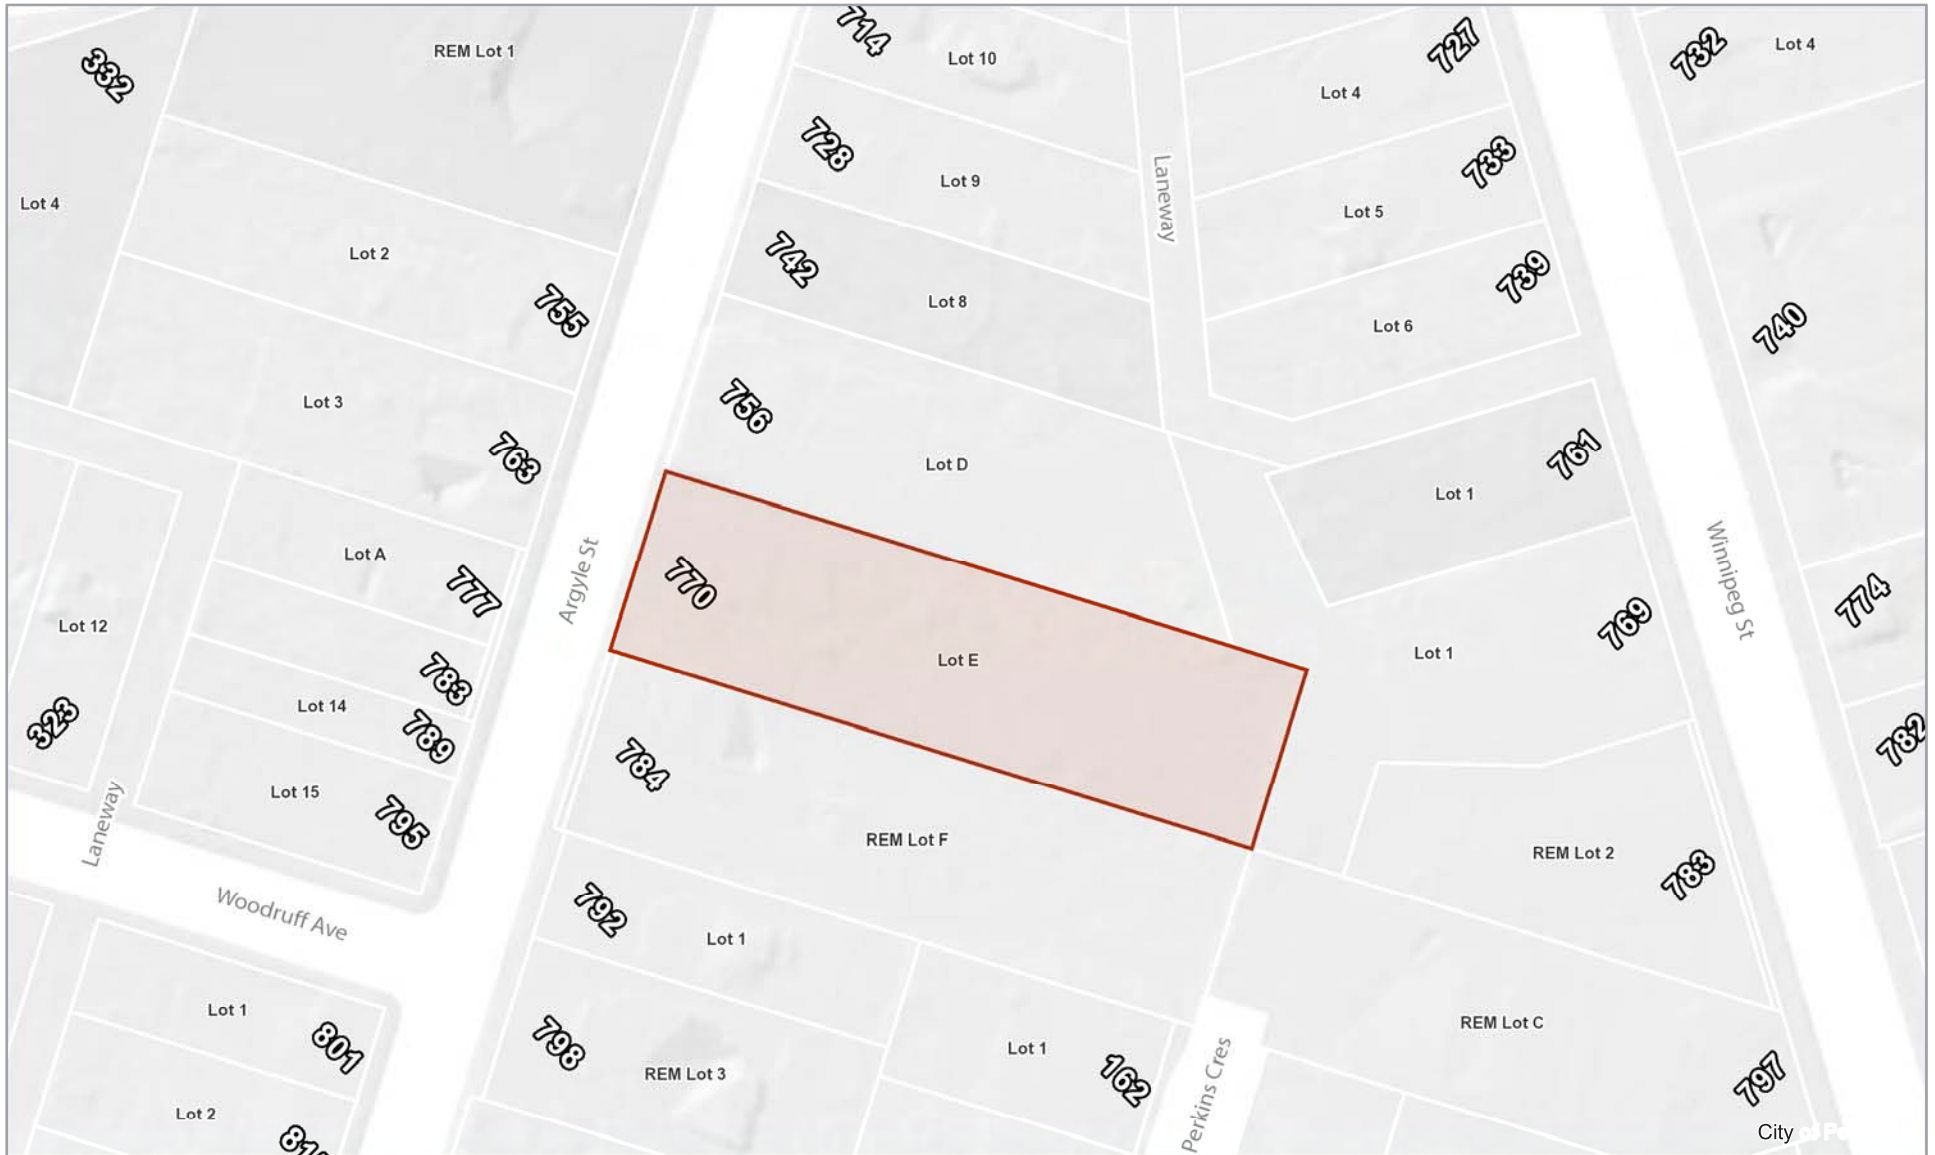 714
Lot 10
727
732
Lot 4
REM Lot 1
332
Lot 4
728
Lot 9
Laneway
733
Lot 5
Lot 4
Lot 2
742
Lot 8
739
Lot 6
740
755
Lot 3
756
763
Lot D
761
Lot 1
Argyle St
Winnipeg St
Lot A
777
770
Lot E
774
Lot 12
769
Lot 1
783
Lot 14
789
323
784
782
Lot 15
795
Laneway
REM Lot F
REM Lot 2
783
Woodruff Ave
792
Lot 1
Lot 1
801
798
REM Lot 3
Lot 1
162
Perkins Cres
REM Lot C
797
Lot 2
City of